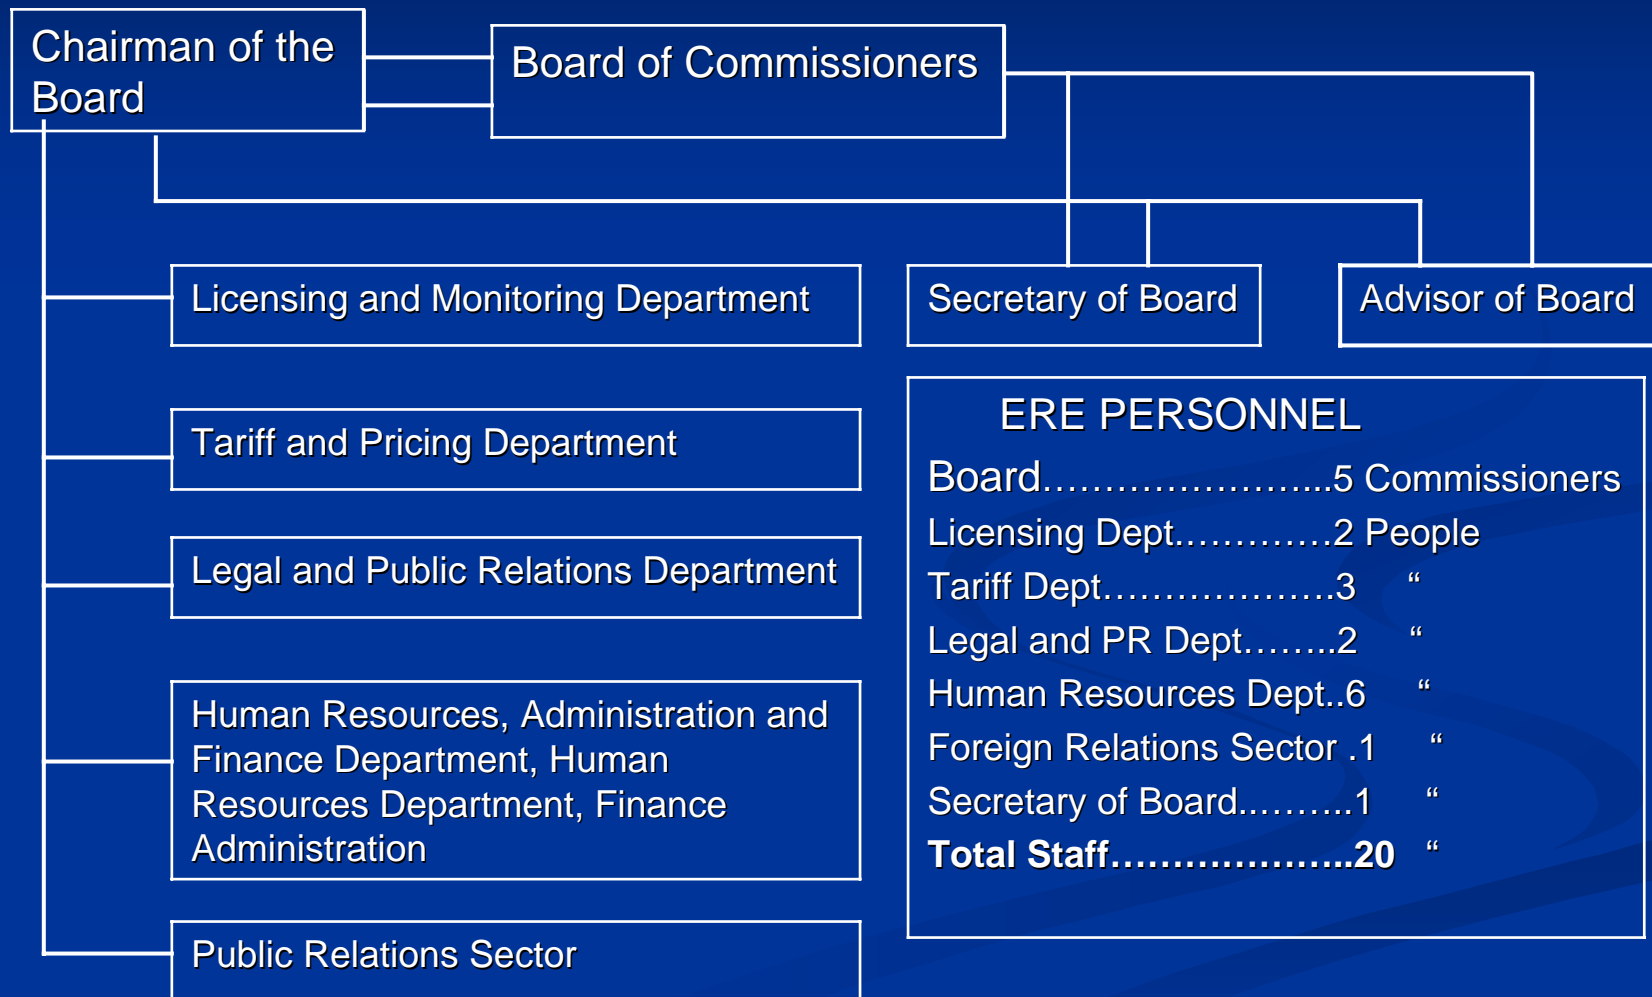 Chairman of the
Board
Board of Commissioners
Licensing and Monitoring Department
Secretary of Board
Advisor of Board
Tariff and Pricing Department
Legal and Public Relations Department
Human Resources, Administration and
Finance Department, Human
Resources Department, Finance
Administration
Public Relations Sector
ERE PERSONNEL
Board…………………...5 Commissioners
Licensing Dept.…………2 People
Tariff Dept……………….3 “
Legal and PR Dept……..2 “
Human Resources Dept..6 “
Foreign Relations Sector .1 “
Secretary of Board..……..1 “
Total Staff………………..20 “